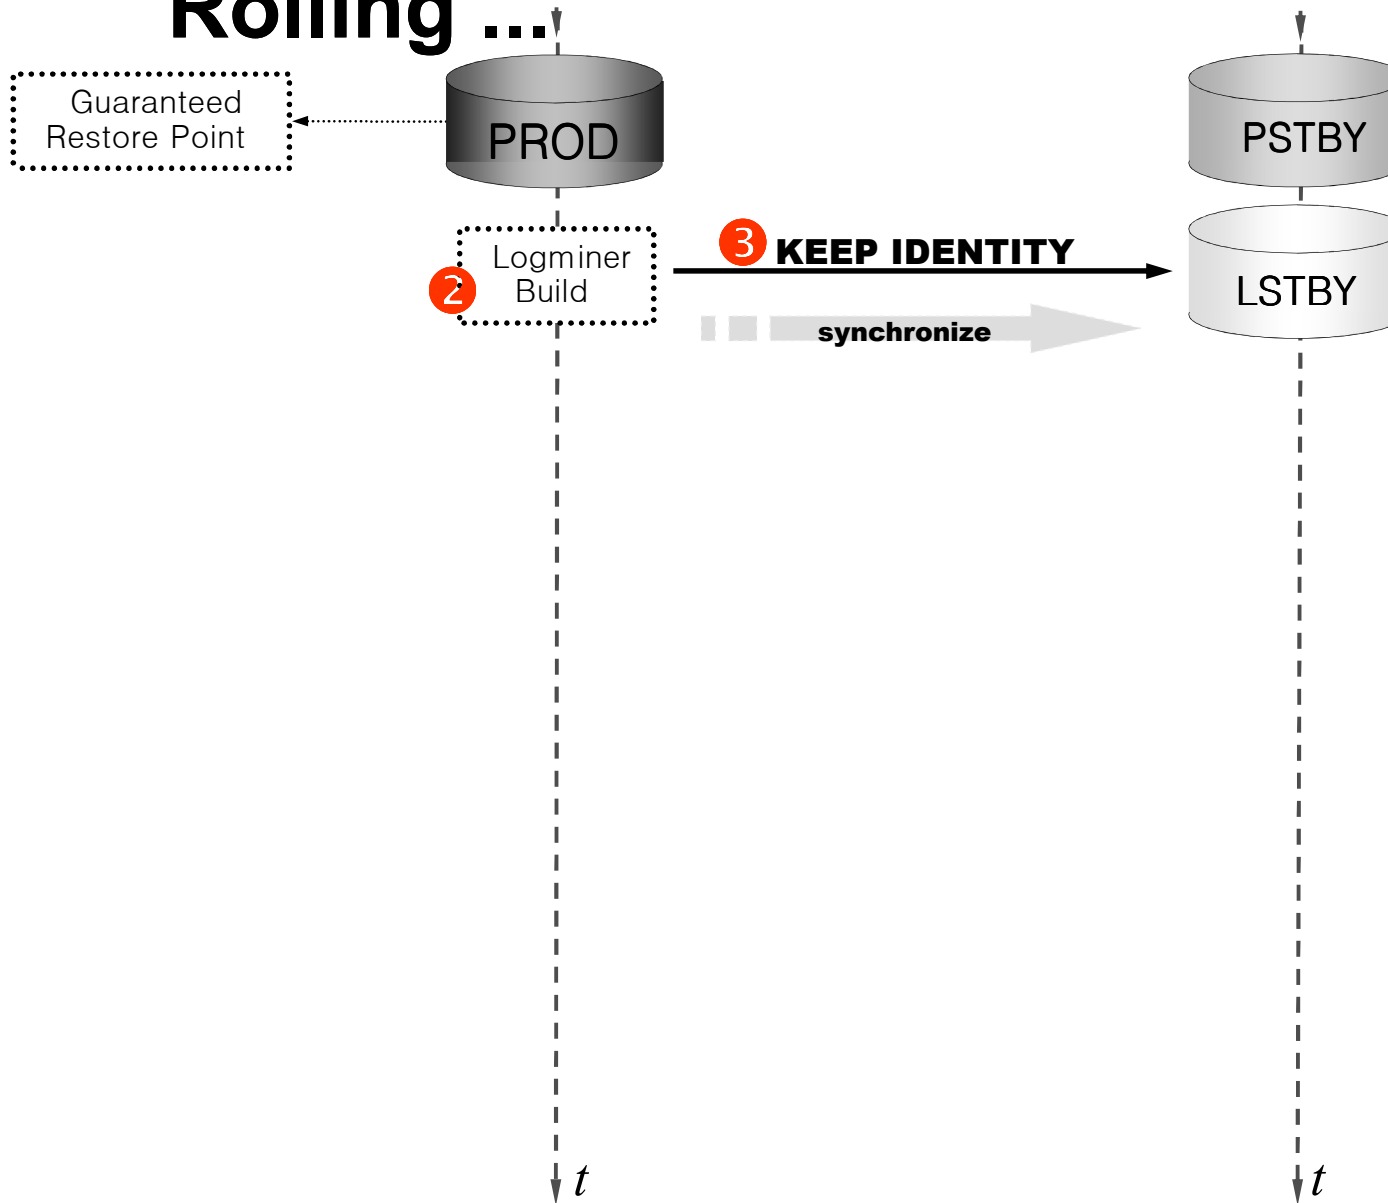 Rolling ...
Guaranteed
Restore Point
PROD
PSTBY
Logminer
Build
2
3 KEEP IDENTITY
synchronize
LSTBY
t
t